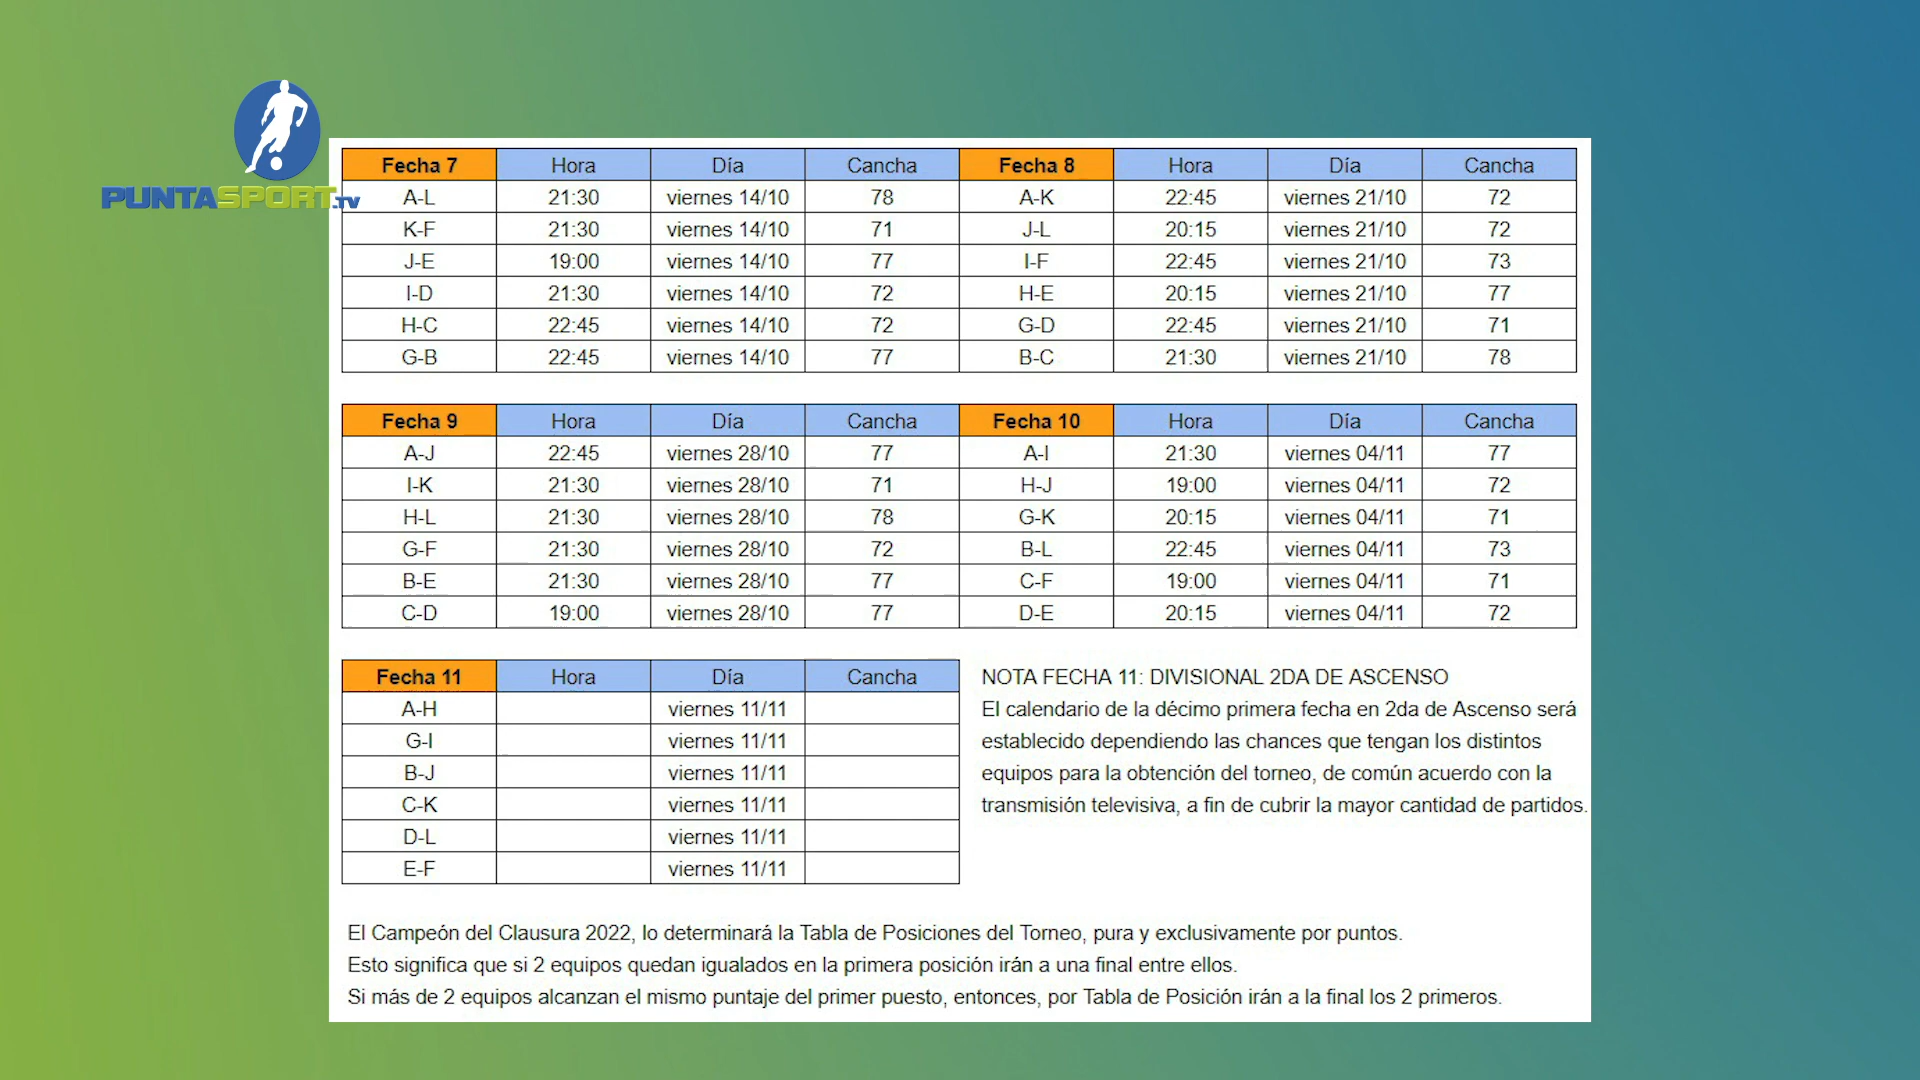 PUNTASPORT.TV
Fecha 7 Hora Día Cancha Fecha 8 Hora Día Cancha
A-L 21:30 viernes 14/10 78 A-K 22:45 viernes 21/10 72
K-F 21:30 viernes 14/10 71 J-L 20:15 viernes 21/10 72
J-E 19:00 viernes 14/10 77 I-F 22:45 viernes 21/10 73
I-D 21:30 viernes 14/10 72 H-E 20:15 viernes 21/10 77
H-C 22:45 viernes 14/10 72 G-D 22:45 viernes 21/10 71
G-B 22:45 viernes 14/10 77 B-C 21:30 viernes 21/10 78
Fecha 9 Hora Día Cancha Fecha 10 Hora Día Cancha
A-J 22:45 viernes 28/10 77 A-I 21:30 viernes 04/11 77
I-K 21:30 viernes 28/10 71 H-J 19:00 viernes 04/11 72
H-L 21:30 viernes 28/10 78 G-K 20:15 viernes 04/11 71
G-F 21:30 viernes 28/10 72 B-L 22:45 viernes 04/11 73
B-E 21:30 viernes 28/10 77 C-F 19:00 viernes 04/11 71
C-D 19:00 viernes 28/10 77 D-E 20:15 viernes 04/11 72
Fecha 11 Hora Día Cancha
A-H viernes 11/11
G-I viernes 11/11
B-J viernes 11/11
C-K viernes 11/11
D-L viernes 11/11
E-F viernes 11/11
NOTA FECHA 11: DIVISIONAL 2DA DE ASCENSO
El calendario de la décimo primera fecha en 2da de Ascenso será
establecido dependiendo las chances que tengan los distintos
equipos para la obtención del torneo, de común acuerdo con la
transmisión televisiva, a fin de cubrir la mayor cantidad de partidos.
El Campeón del Clausura 2022, lo determinará la Tabla de Posiciones del Torneo, pura y exclusivamente por puntos.
Esto significa que si 2 equipos quedan igualados en la primera posición irán a una final entre ellos.
Si más de 2 equipos alcanzan el mismo puntaje del primer puesto, entonces, por Tabla de Posición irán a la final los 2 primeros.